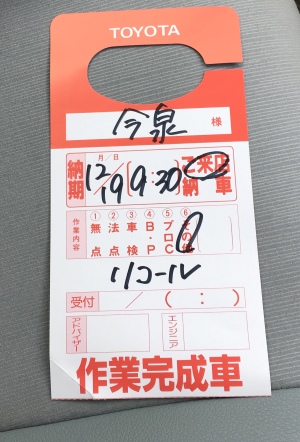 TOYOTA
今泉 様
納期 月/日 12/19 (9:30) ご来店 納車
作業内容 ①無点 ②法点 ③車検 ④B・P ⑤プロC ⑥その他
リコール
受付 / ( : )
アドバイザー エンジニア
作業完成車